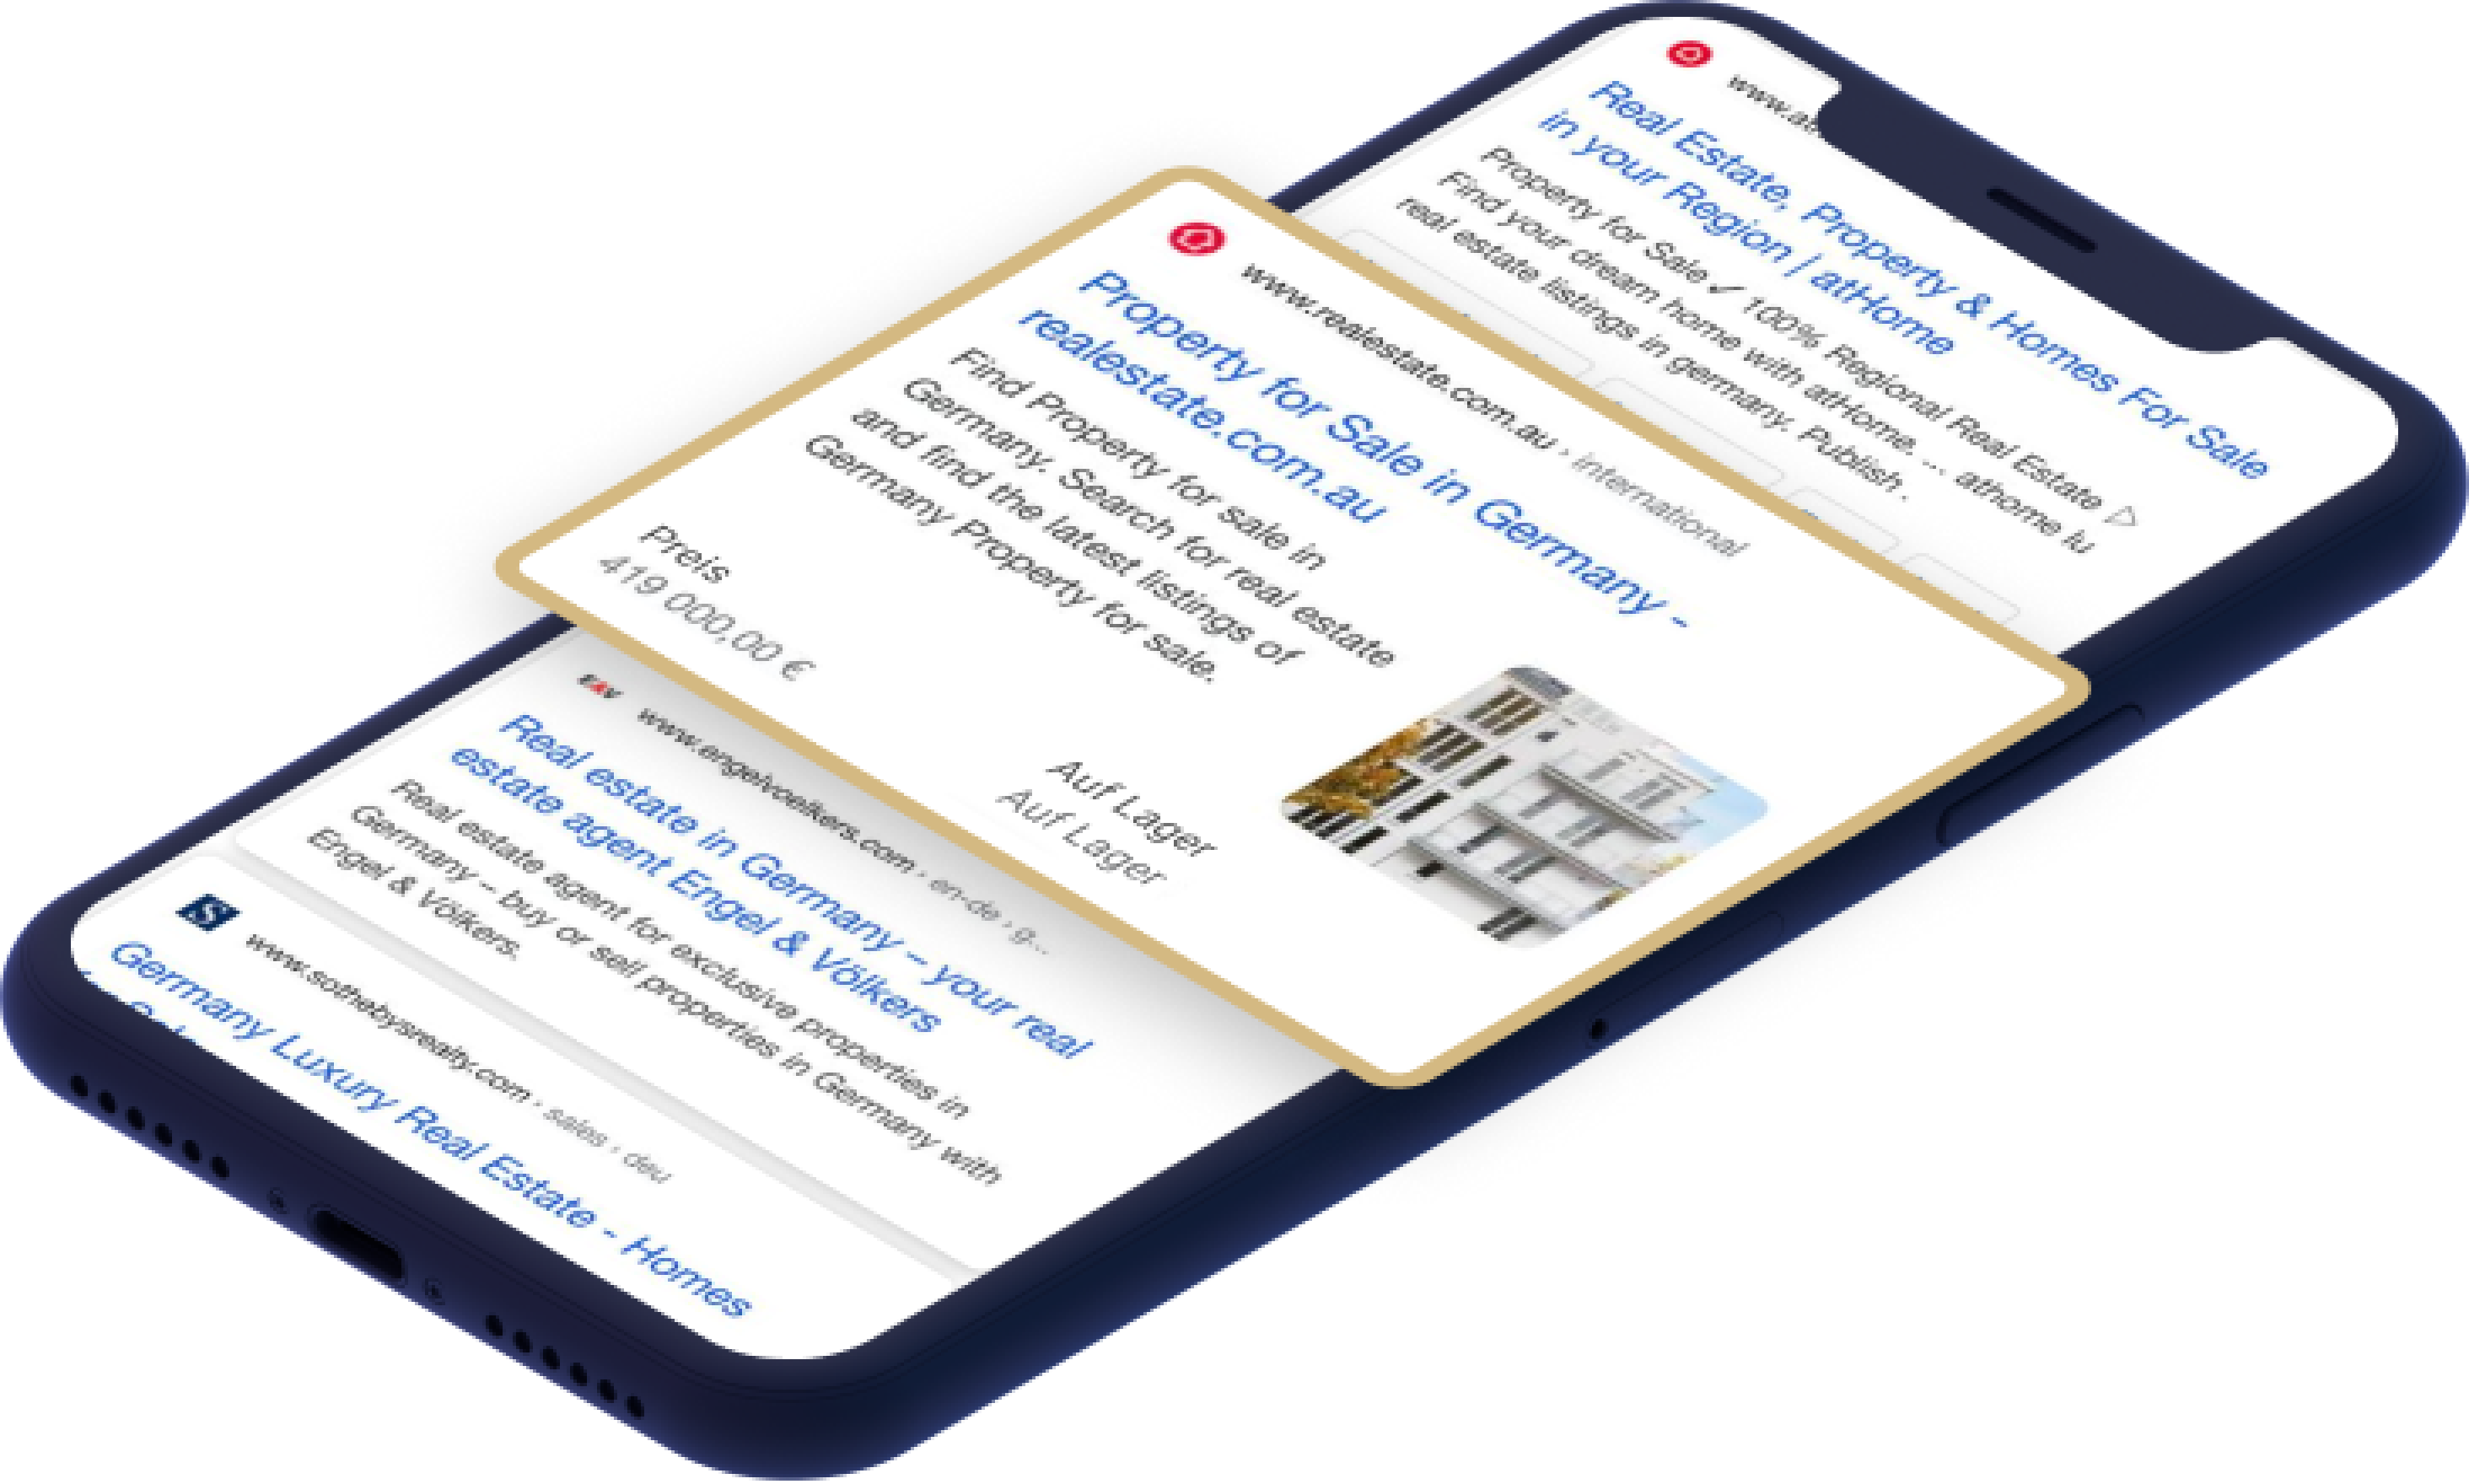 www.at
Real Estate, Property & Homes For Sale
in your Region | atHome
Property for Sale ✓ 100% Regional Real Estate ▷
Find your dream home with atHome. ... athome lu
real estate listings in germany. Publish .
www.realestate.com.au › international
Property for Sale in Germany -
realestate.com.au
Find Property for sale in
Germany. Search for real estate
and find the latest listings of
Germany Property for sale.
Preis
419 000,00 €
Auf Lager
Auf Lager
E&V
www.engelvoelkers.com › en-de › g...
Real estate in Germany – your real
estate agent Engel & Völkers
Real estate agent for exclusive properties in
Germany – buy or sell properties in Germany with
Engel & Völkers.
S
www.sothebysrealty.com › sales › deu
Germany Luxury Real Estate - Homes